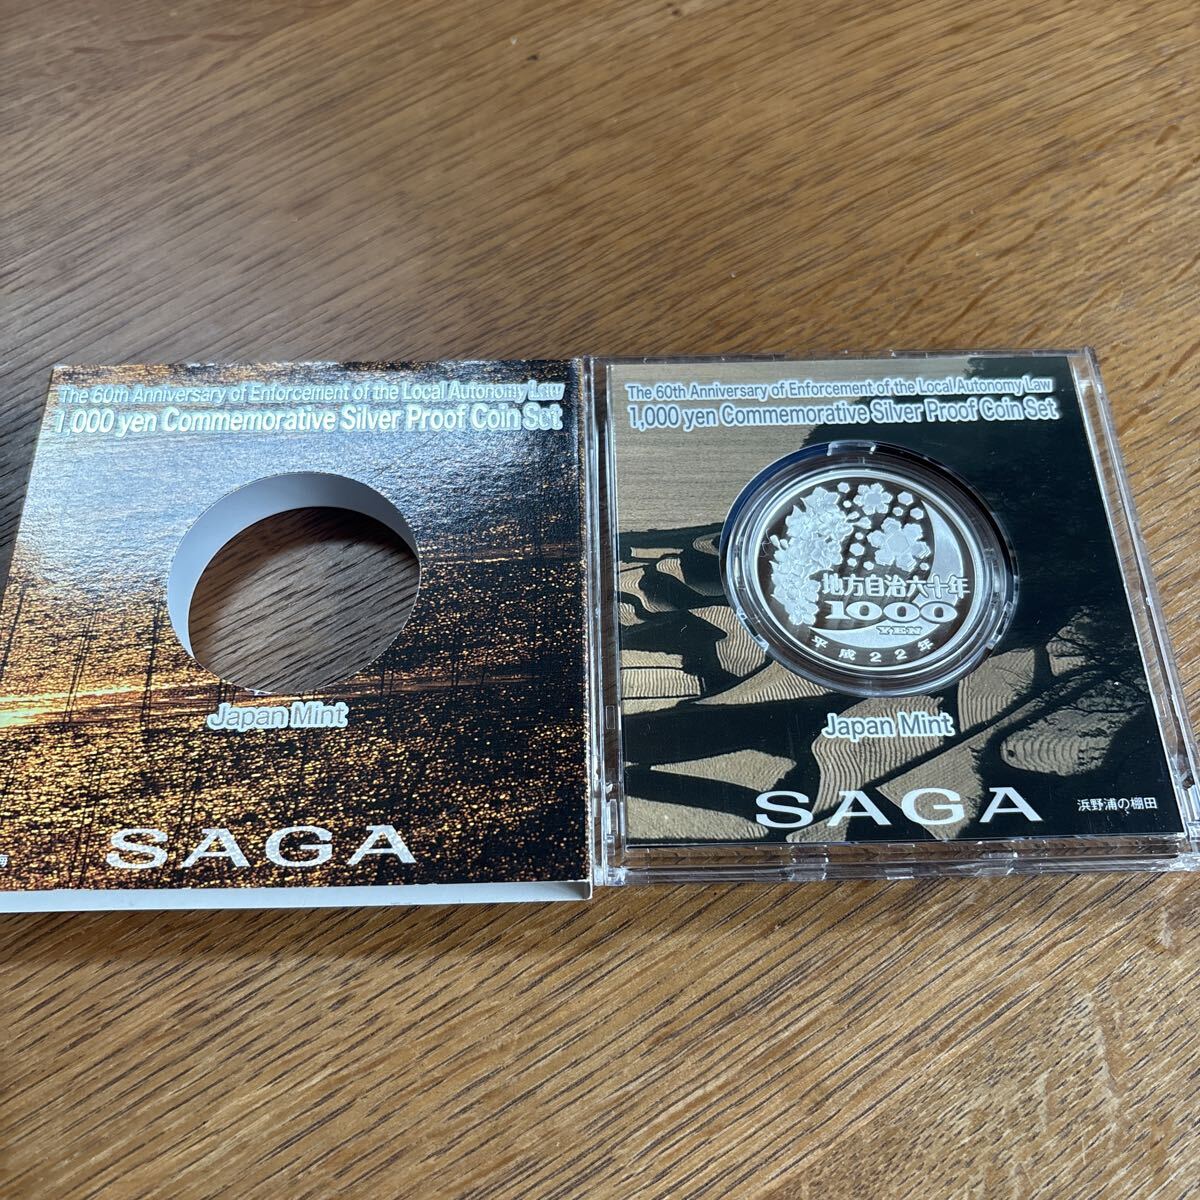 The 60th Anniversary of Enforcement of the Local Autonomy Law
1,000 yen Commemorative Silver Proof Coin Set
Japan Mint
SAGA
海
The 60th Anniversary of Enforcement of the Local Autonomy Law
1,000 yen Commemorative Silver Proof Coin Set
地方自治六十年
1000
YEN
平成22年
Japan Mint
SAGA
浜野浦の棚田